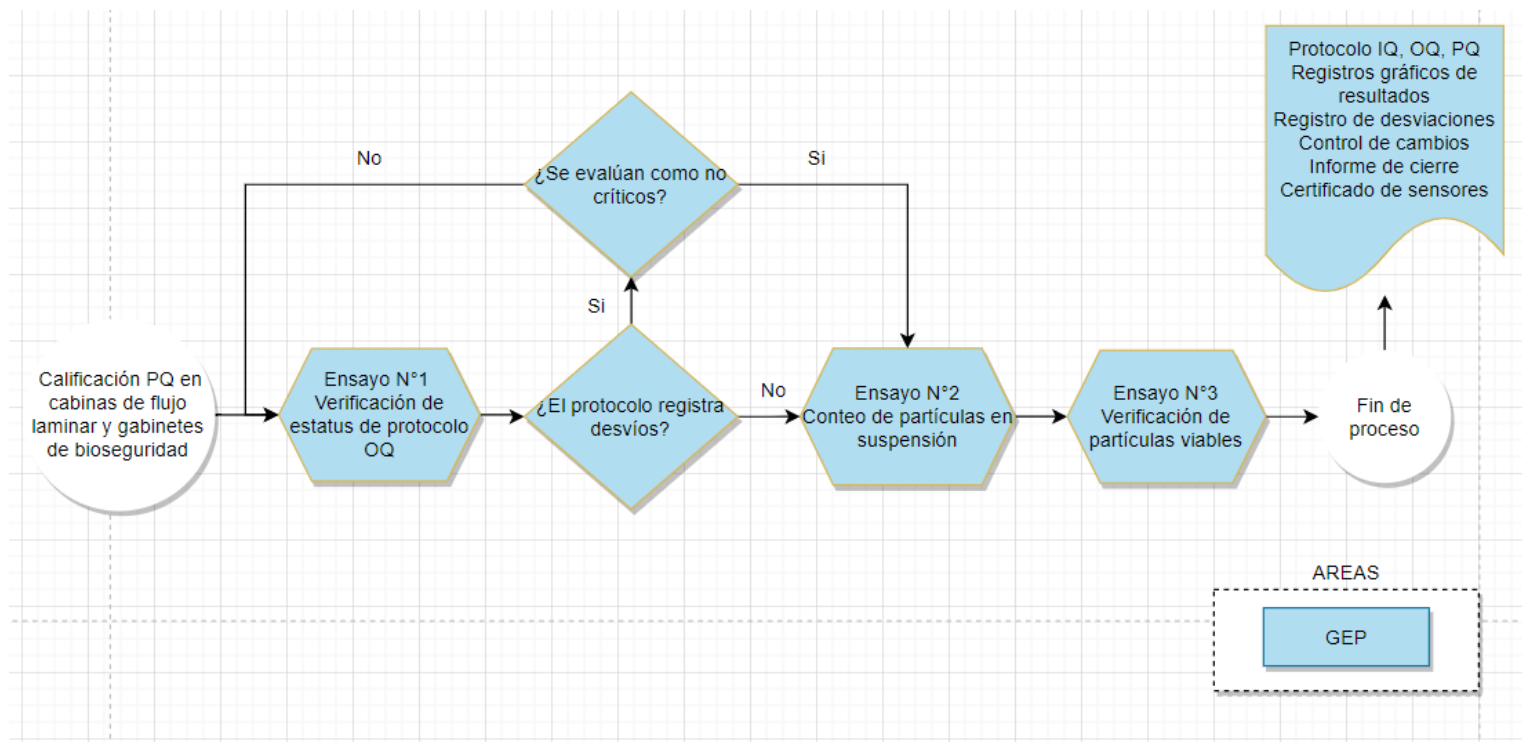 Calificación PQ en
cabinas de flujo
laminar y gabinetes
de bioseguridad
Ensayo N°1
Verificación de
estatus de protocolo
OQ
¿El protocolo registra
desvíos?
Si
No
¿Se evalúan como no
críticos?
No
Si
Ensayo N°2
Conteo de partículas en
suspensión
Ensayo N°3
Verificación de
partículas viables
Fin de
proceso
Protocolo IQ, OQ, PQ
Registros gráficos de
resultados
Registro de desviaciones
Control de cambios
Informe de cierre
Certificado de sensores
AREAS
GEP